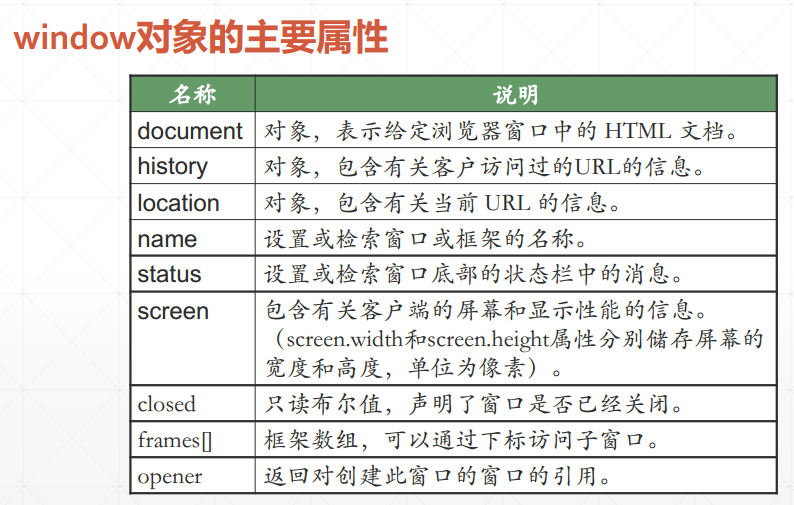 window对象的主要属性
名称 说明
document 对象，表示给定浏览器窗口中的 HTML 文档。
history 对象，包含有关客户访问过的URL的信息。
location 对象，包含有关当前 URL 的信息。
name 设置或检索窗口或框架的名称。
status 设置或检索窗口底部的状态栏中的消息。
screen 包含有关客户端的屏幕和显示性能的信息。
（screen.width和screen.height属性分别储存屏幕的
宽度和高度，单位为像素）。
closed 只读布尔值，声明了窗口是否已经关闭。
frames[] 框架数组，可以通过下标访问子窗口。
opener 返回对创建此窗口的窗口的引用。